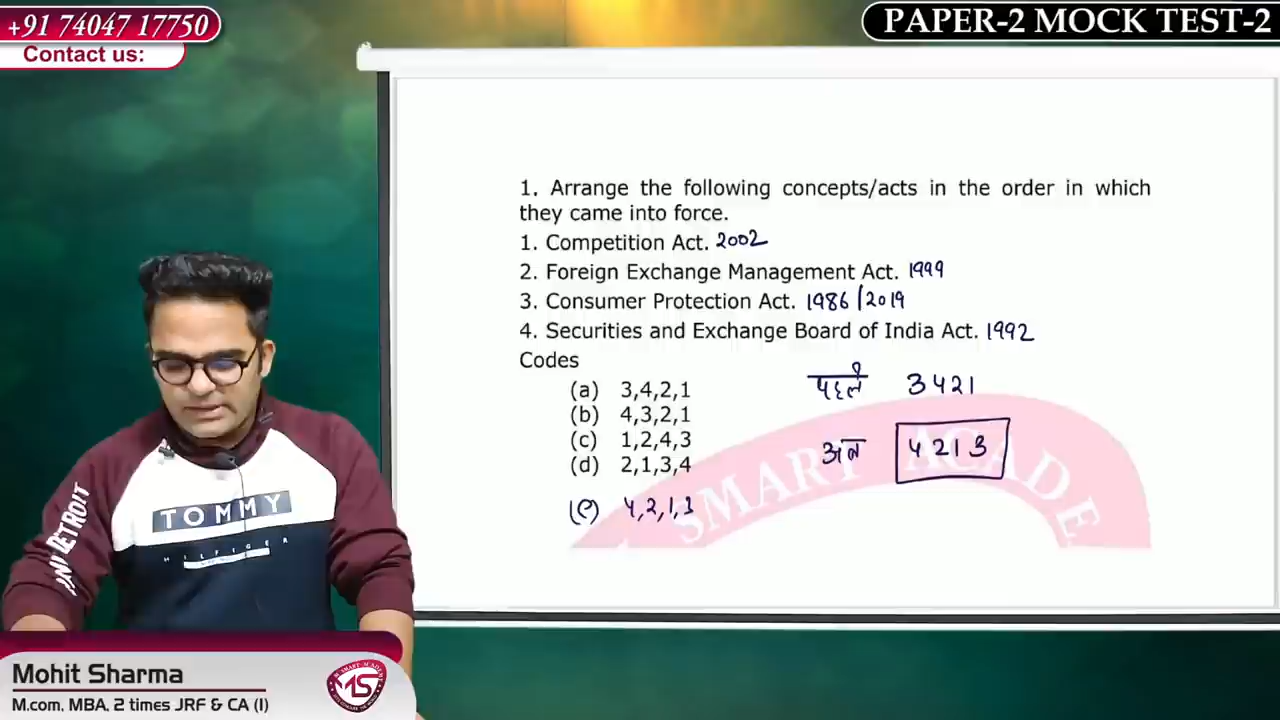 +91 74047 17750
Contact us:
PAPER-2 MOCK TEST-2
1. Arrange the following concepts/acts in the order in which
they came into force.
1. Competition Act. 2002
2. Foreign Exchange Management Act. 1999
3. Consumer Protection Act. 1986/2019
4. Securities and Exchange Board of India Act. 1992
Codes
(a) 3,4,2,1
(b) 4,3,2,1
(c) 1,2,4,3
(d) 2,1,3,4
(e) 4,2,1,3
पहले 3421
अब 4213
SMART ACADE
TOMMY
HILFIGER
DETROIT
Mohit Sharma
M.com, MBA, 2 times JRF & CA (I)
MS